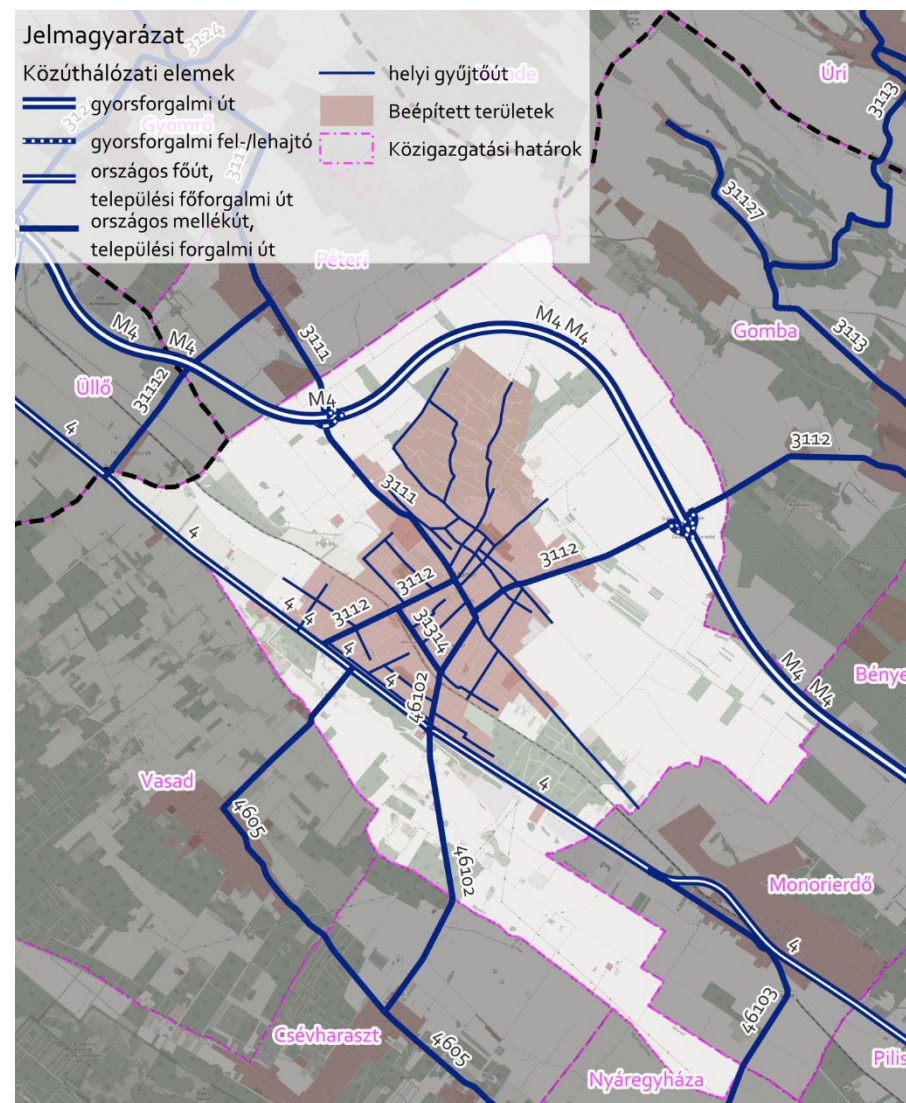 Jelmagyarázat
Közúthálózati elemek
gyorsforgalmi út
gyorsforgalmi fel-/lehajtó
országos főút,
települési főforgalmi út
országos mellékút,
települési forgalmi út
helyi gyűjtőút
Beépített területek
Közigazgatási határok
3124
Gyömrő
Úri
3113
31127
Péteri
M4
M4
3111
M4
M4 M4
Gomba
3113
Üllő
31112
4
3112
3111
3112
4
3112
3112
31314
4
4
4
4
46102
M4
M4
Bénye
Vasad
4605
4
46102
Monorierdő
4
46103
Csévharaszt
4605
Nyáregyháza
Pilis